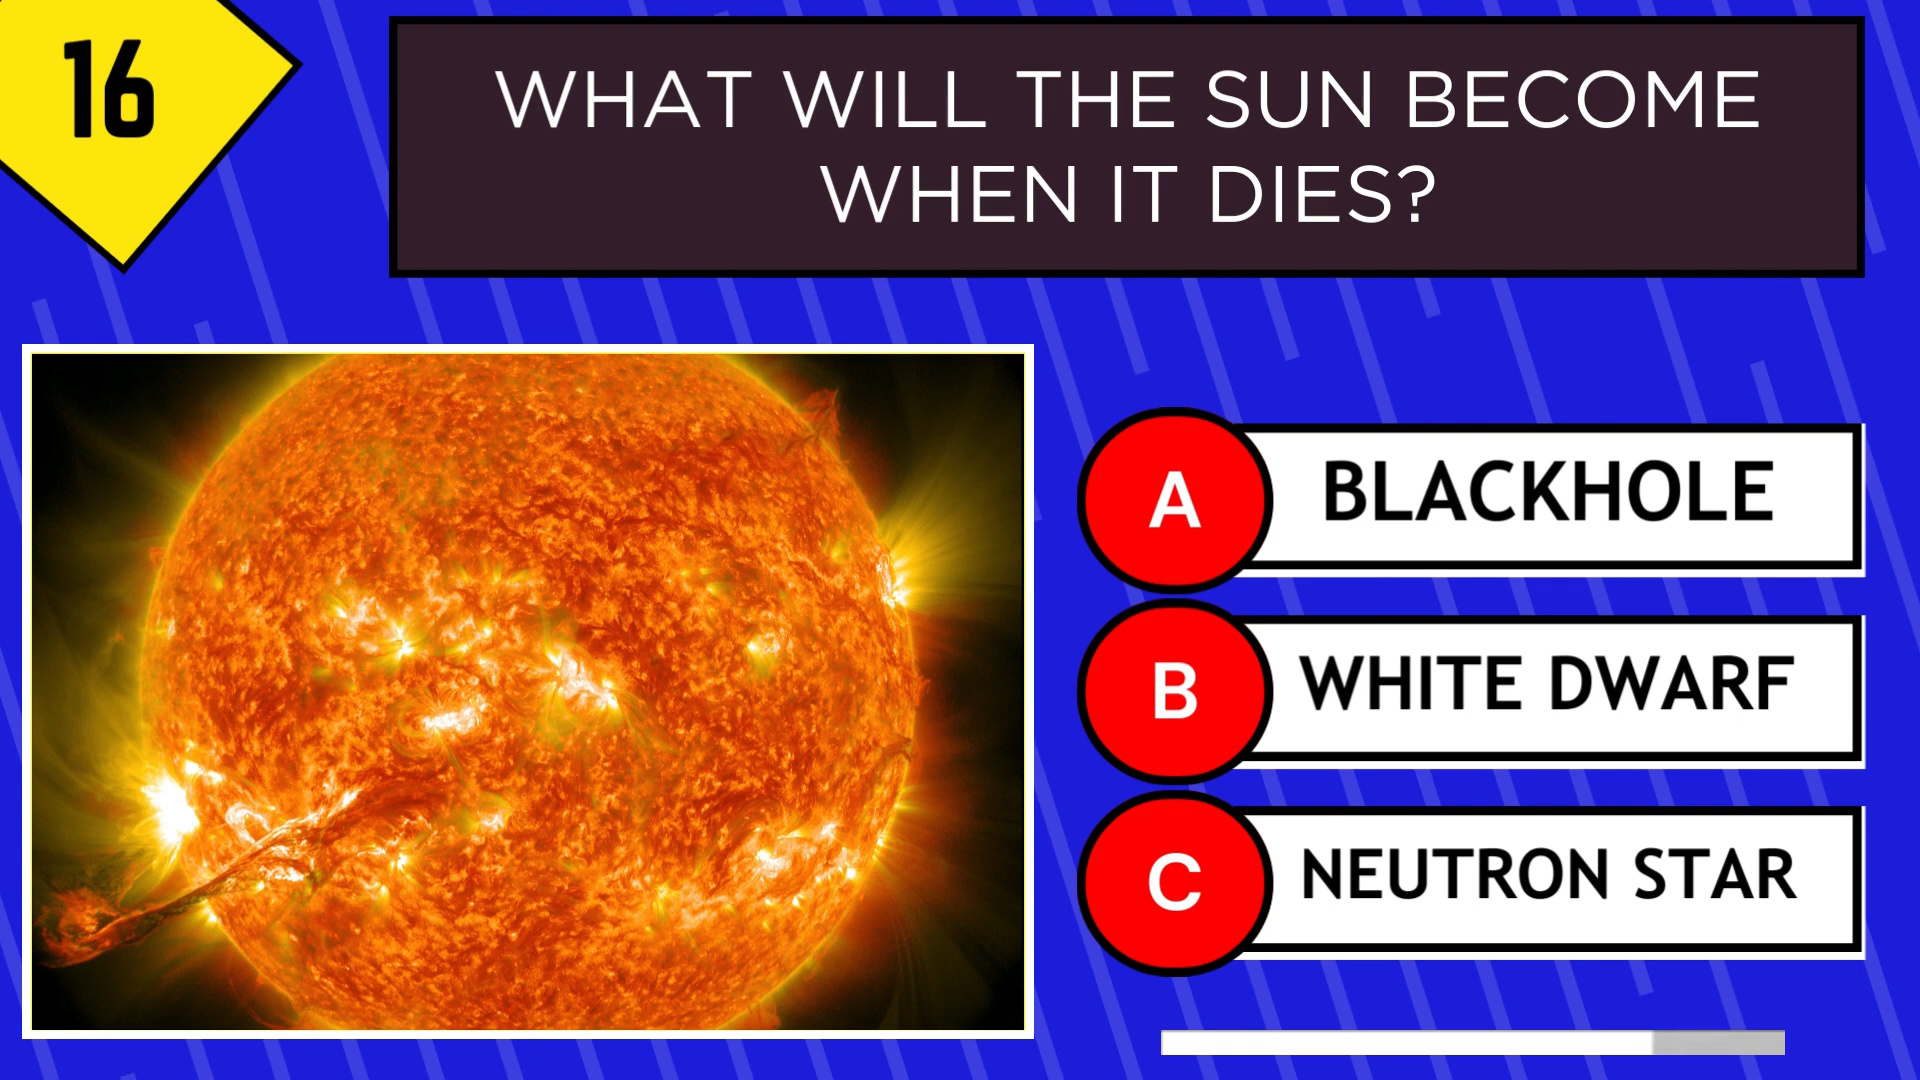 16
WHAT WILL THE SUN BECOME
WHEN IT DIES?
A BLACKHOLE
B WHITE DWARF
C NEUTRON STAR